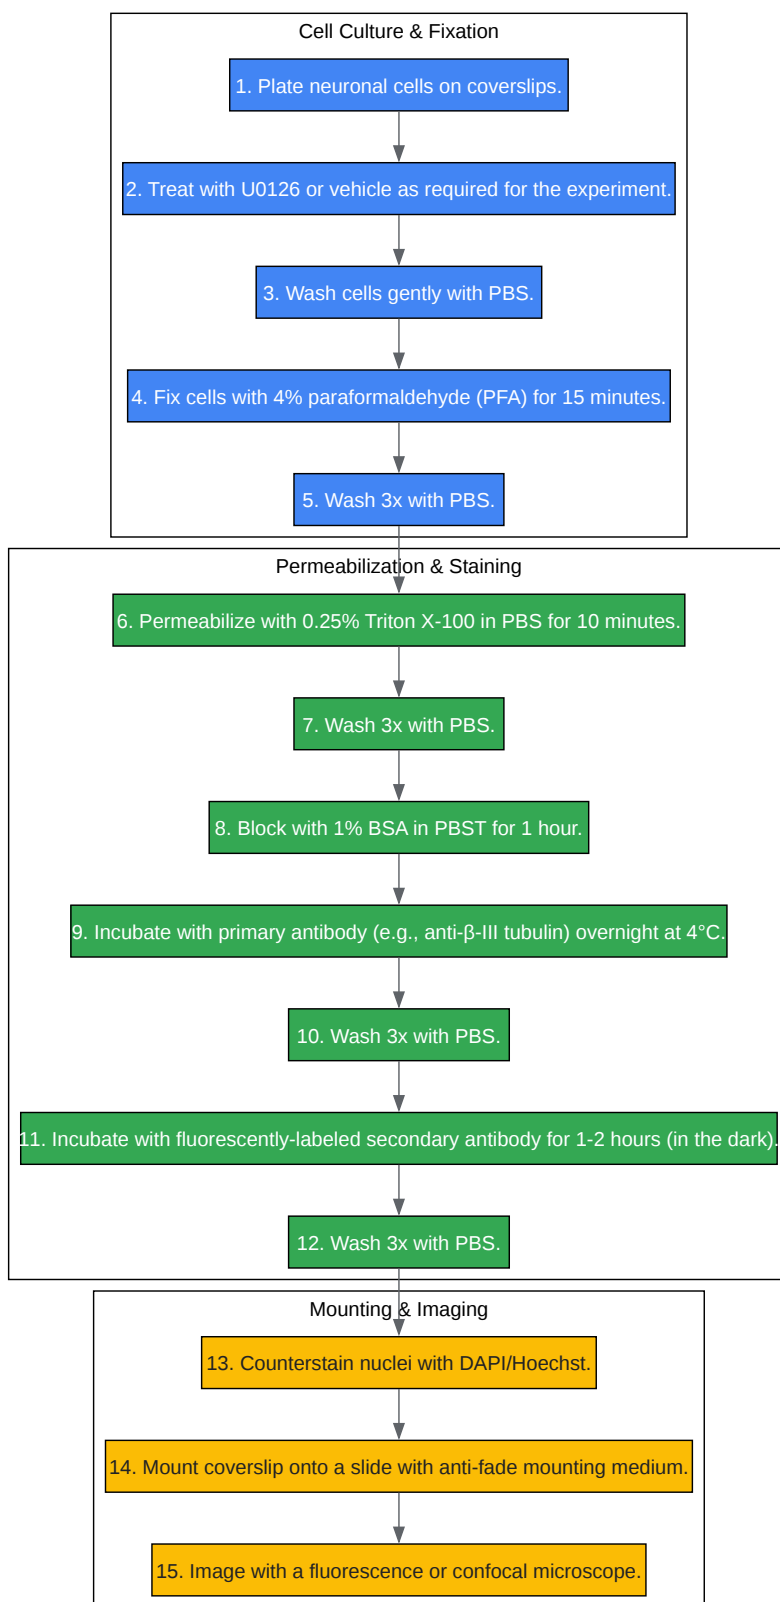 Cell Culture & Fixation
1. Plate neuronal cells on coverslips.
2. Treat with U0126 or vehicle as required for the experiment.
3. Wash cells gently with PBS.
4. Fix cells with 4% paraformaldehyde (PFA) for 15 minutes.
5. Wash 3x with PBS.
Permeabilization & Staining
6. Permeabilize with 0.25% Triton X-100 in PBS for 10 minutes.
7. Wash 3x with PBS.
8. Block with 1% BSA in PBST for 1 hour.
9. Incubate with primary antibody (e.g., anti-β-III tubulin) overnight at 4°C.
10. Wash 3x with PBS.
11. Incubate with fluorescently-labeled secondary antibody for 1-2 hours (in the dark).
12. Wash 3x with PBS.
Mounting & Imaging
13. Counterstain nuclei with DAPI/Hoechst.
14. Mount coverslip onto a slide with anti-fade mounting medium.
15. Image with a fluorescence or confocal microscope.